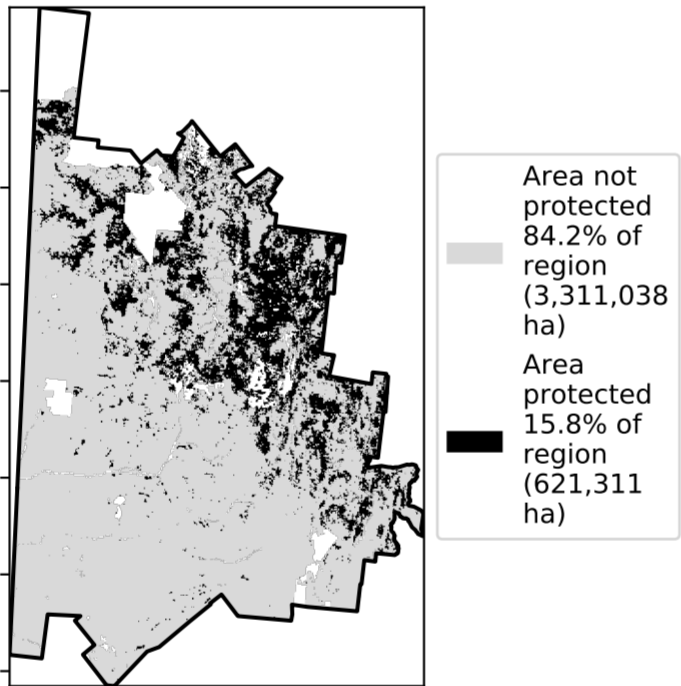 Area not
protected
84.2% of
region
(3,311,038
ha)
Area
protected
15.8% of
region
(621,311
ha)